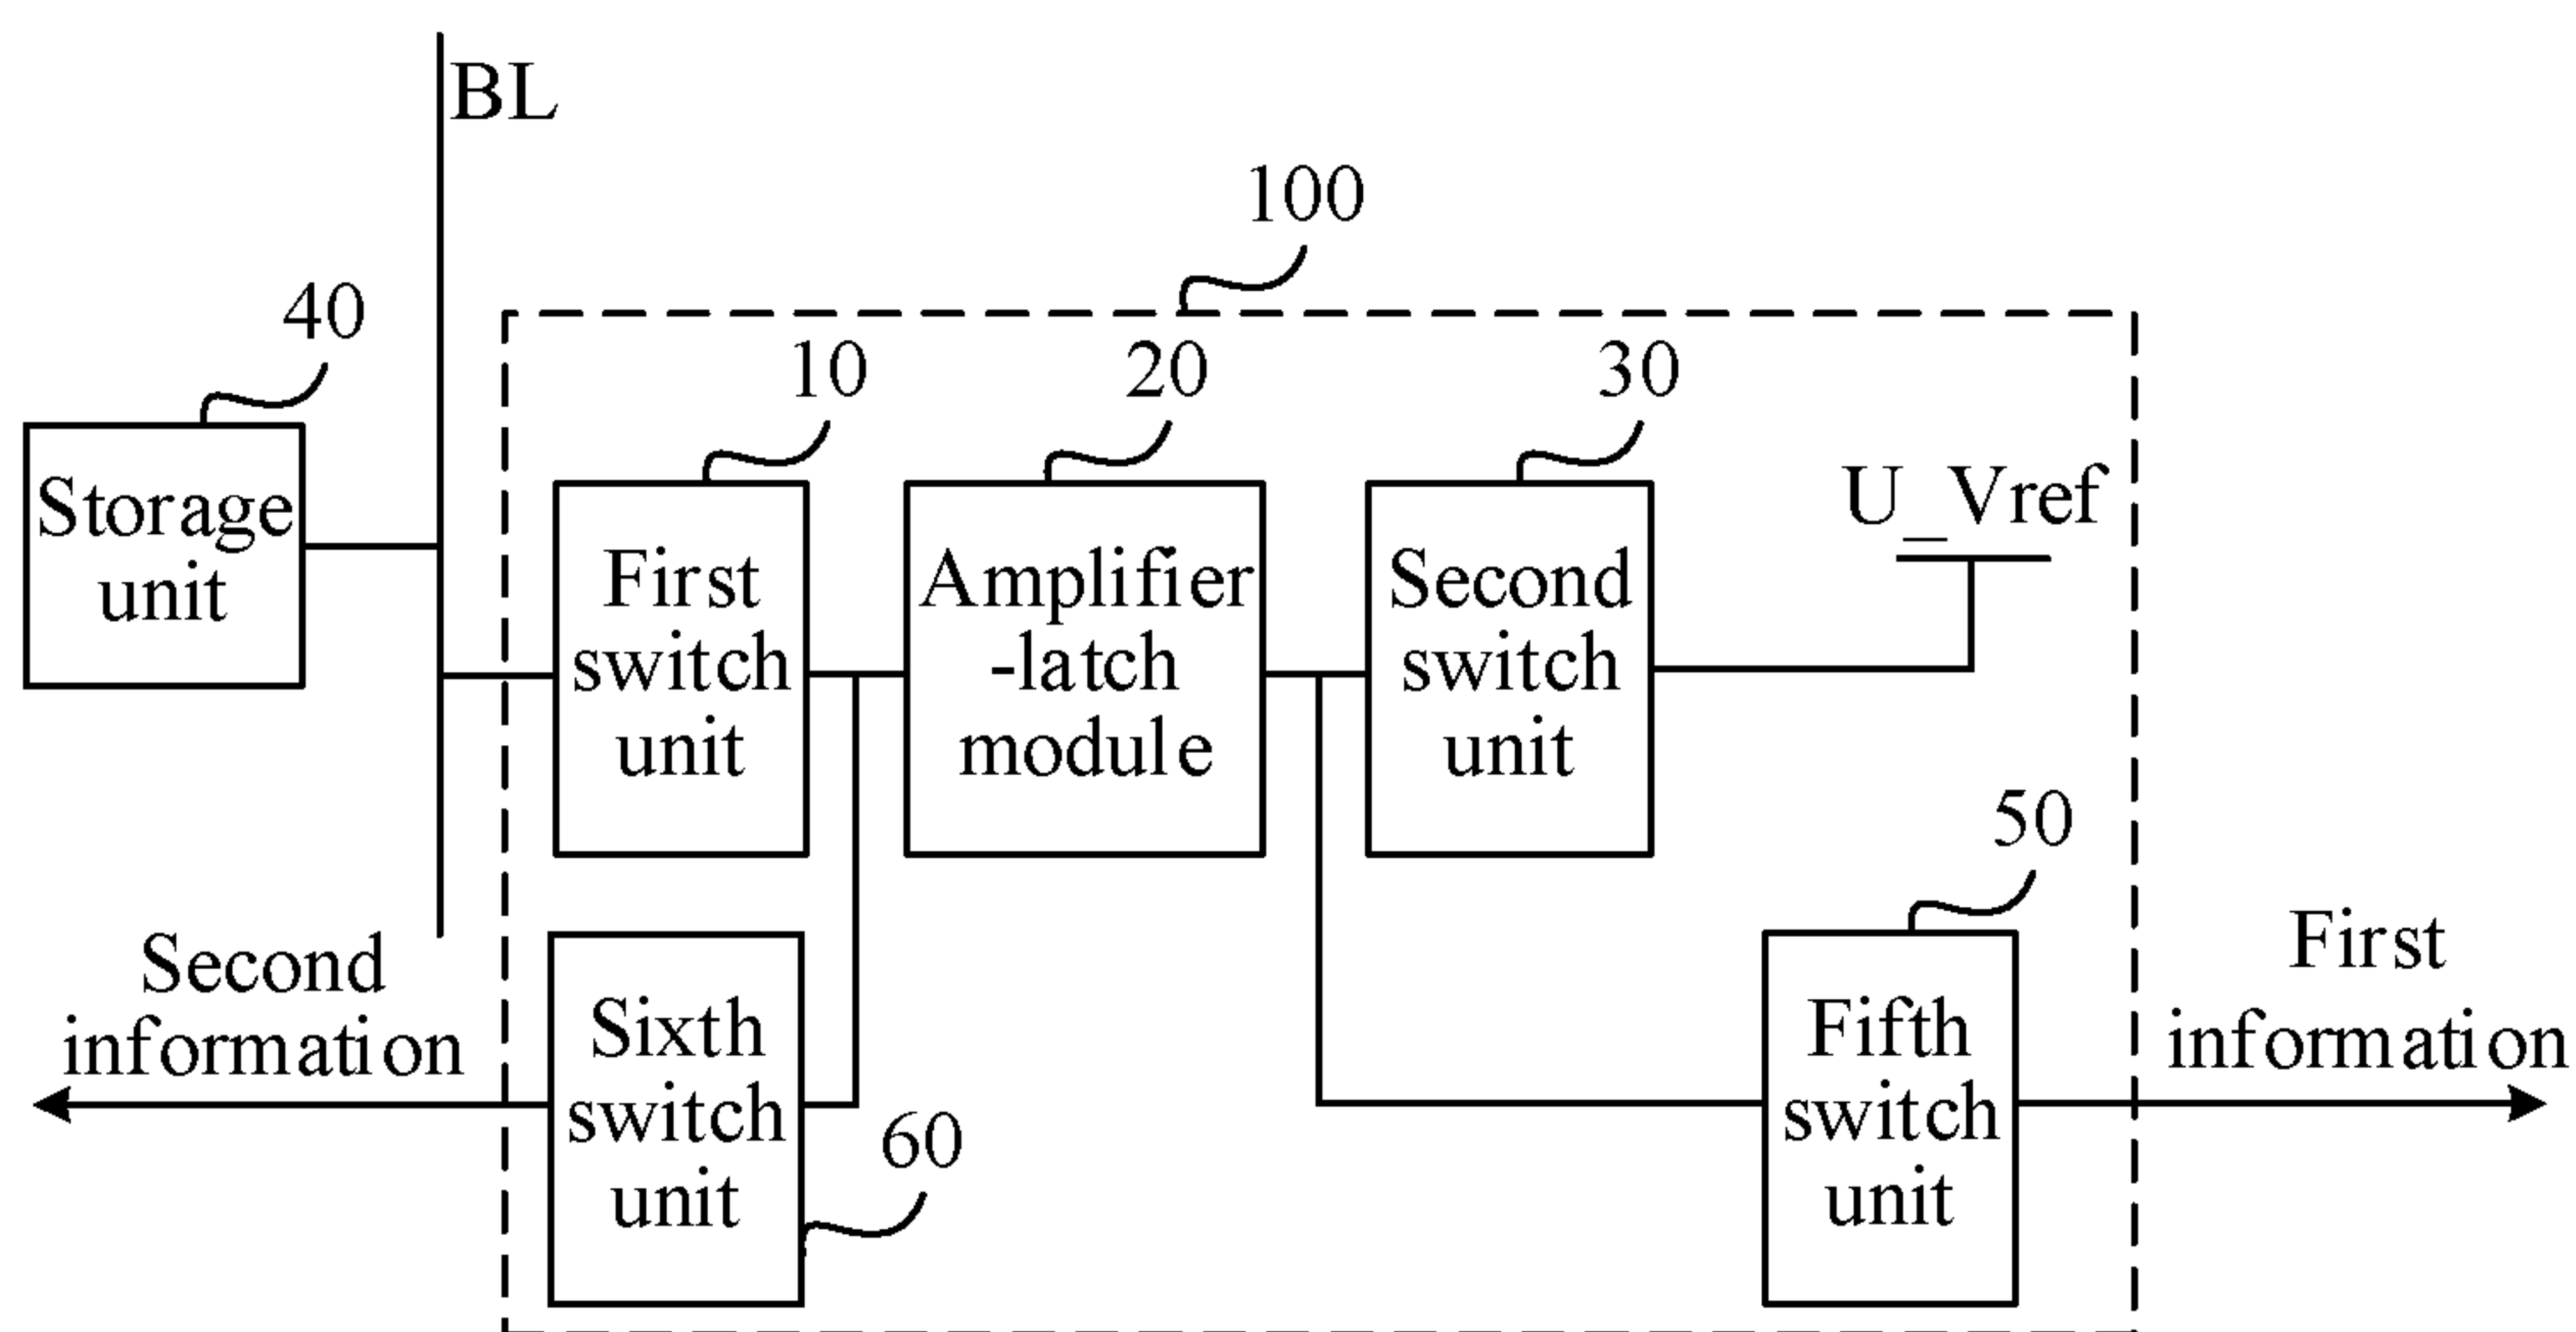 BL
100
40
10
20
30
Storage
unit
U_Vref
First
switch
unit
Amplifier
-latch
module
Second
switch
unit
50
Second
information
First
information
Sixth
switch
unit
60
Fifth
switch
unit